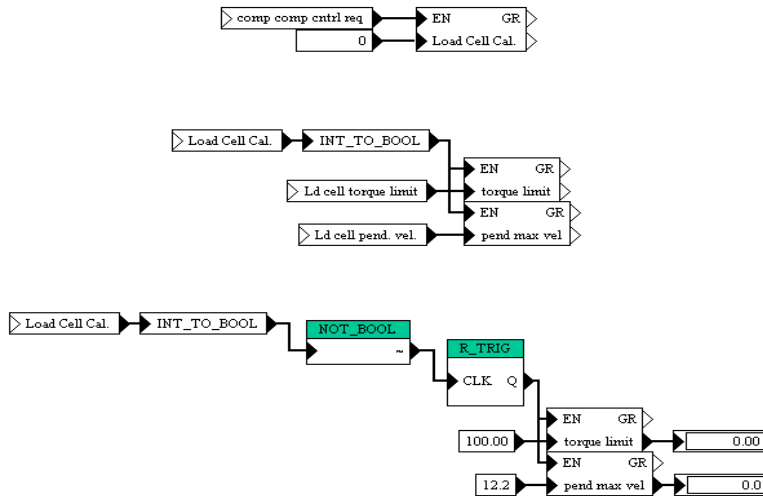 comp comp cntrl req EN GR
0 Load Cell Cal.
Load Cell Cal. INT_TO_BOOL
EN GR
Ld cell torque limit torque limit
EN GR
Ld cell pend. vel. pend max vel
Load Cell Cal. INT_TO_BOOL
NOT_BOOL
~
R_TRIG
CLK Q
EN GR
100.00 torque limit 0.00
EN GR
12.2 pend max vel 0.0